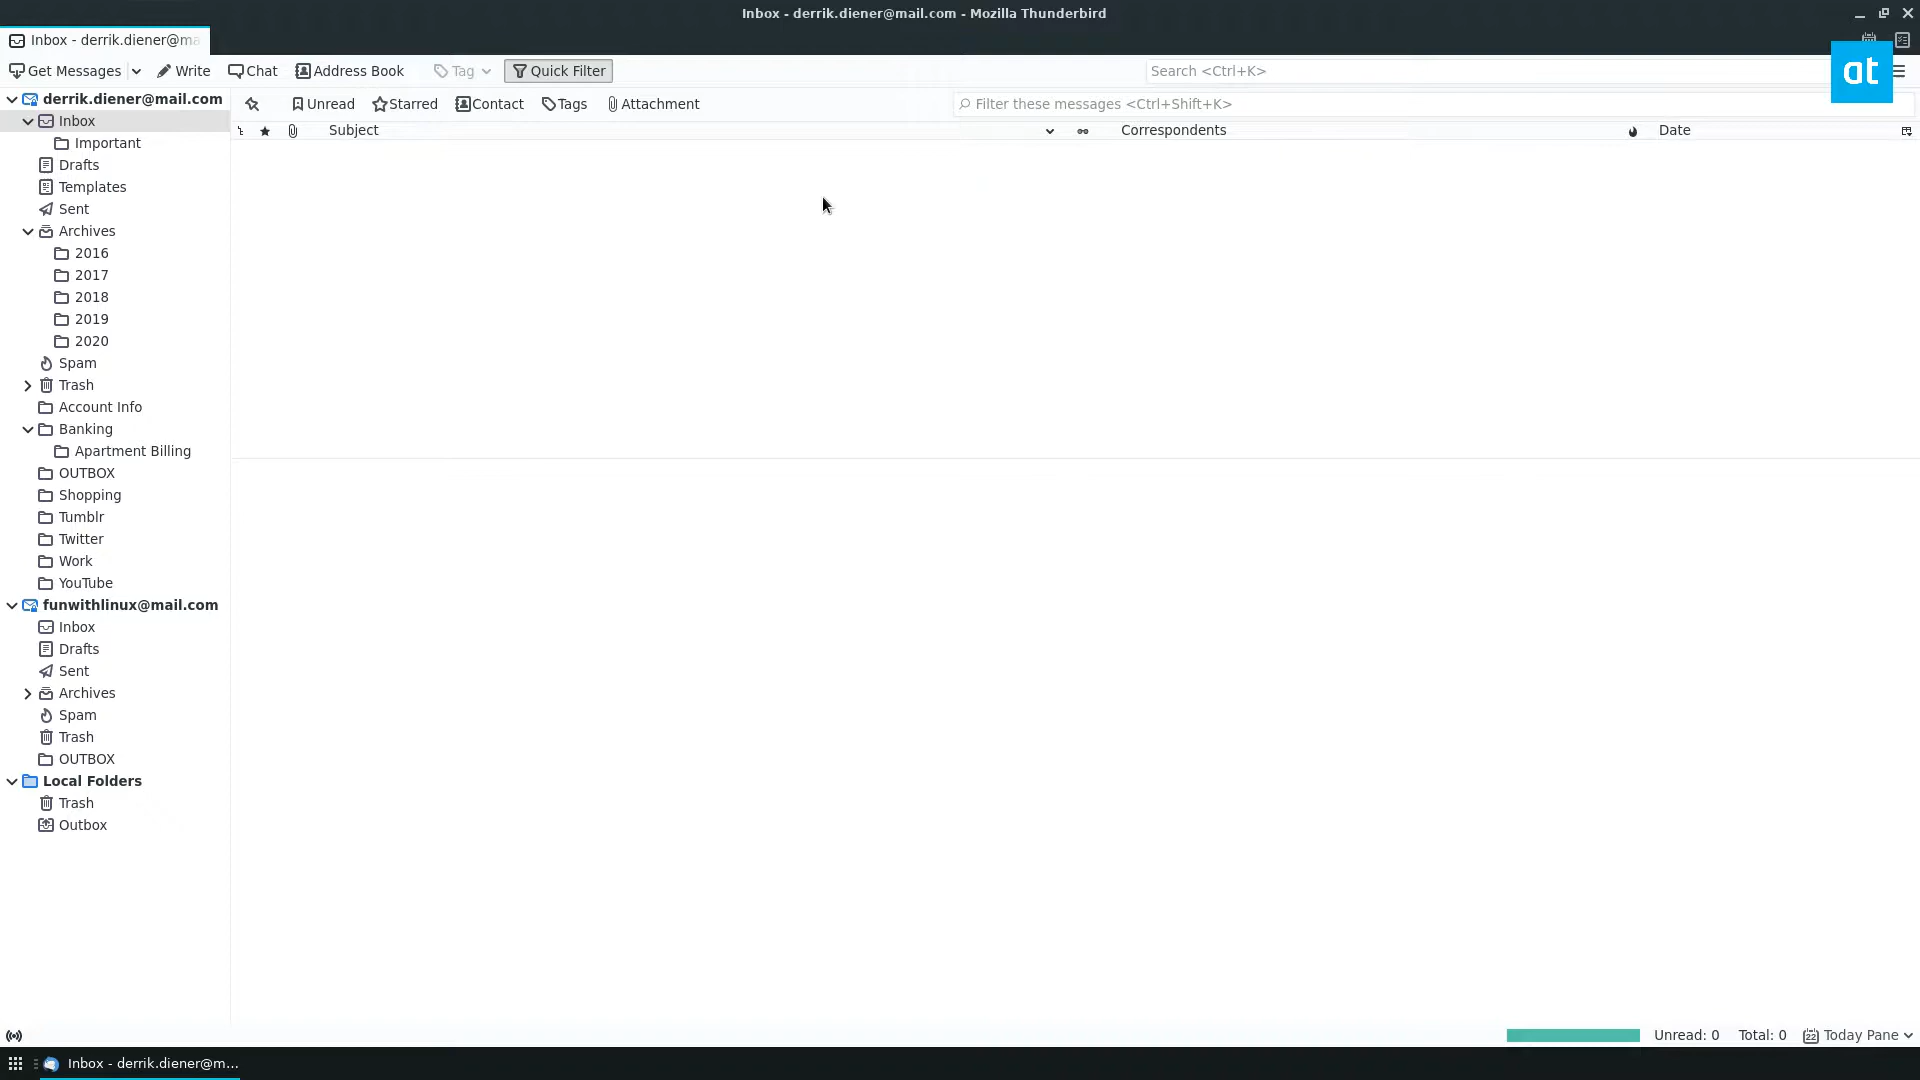 Inbox - derrik.diener@mail.com - Mozilla Thunderbird
Inbox - derrik.diener@ma
Get Messages Write Chat Address Book Tag Quick Filter Search <Ctrl+K> at
Unread Starred Contact Tags Attachment Filter these messages <Ctrl+Shift+K>
Subject Correspondents Date
derrik.diener@mail.com
Inbox
Important
Drafts
Templates
Sent
Archives
2016
2017
2018
2019
2020
Spam
Trash
Account Info
Banking
Apartment Billing
OUTBOX
Shopping
Tumblr
Twitter
Work
YouTube
funwithlinux@mail.com
Inbox
Drafts
Sent
Archives
Spam
Trash
OUTBOX
Local Folders
Trash
Outbox
Unread: 0 Total: 0 22 Today Pane
Inbox - derrik.diener@m...